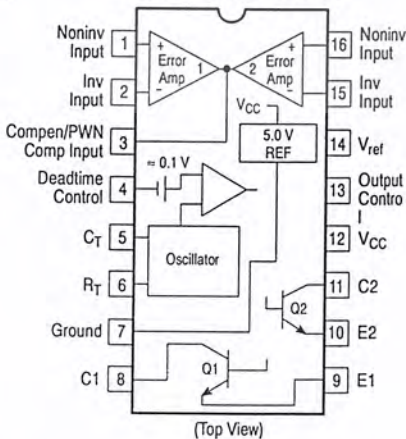 Noninv
Input
1
+
Error
Amp
1
–
Inv
Input
2
Compen/PWN
Comp Input
3
Deadtime
Control
4
≈ 0.1 V
CT
5
Oscillator
RT
6
Ground
7
C1
8
Q1
2
+
Error
Amp
–
16
Noninv
Input
15
Inv
Input
VCC
5.0 V
REF
14
Vref
13
Output
Contro
l
12
VCC
11
C2
Q2
10
E2
9
E1
(Top View)